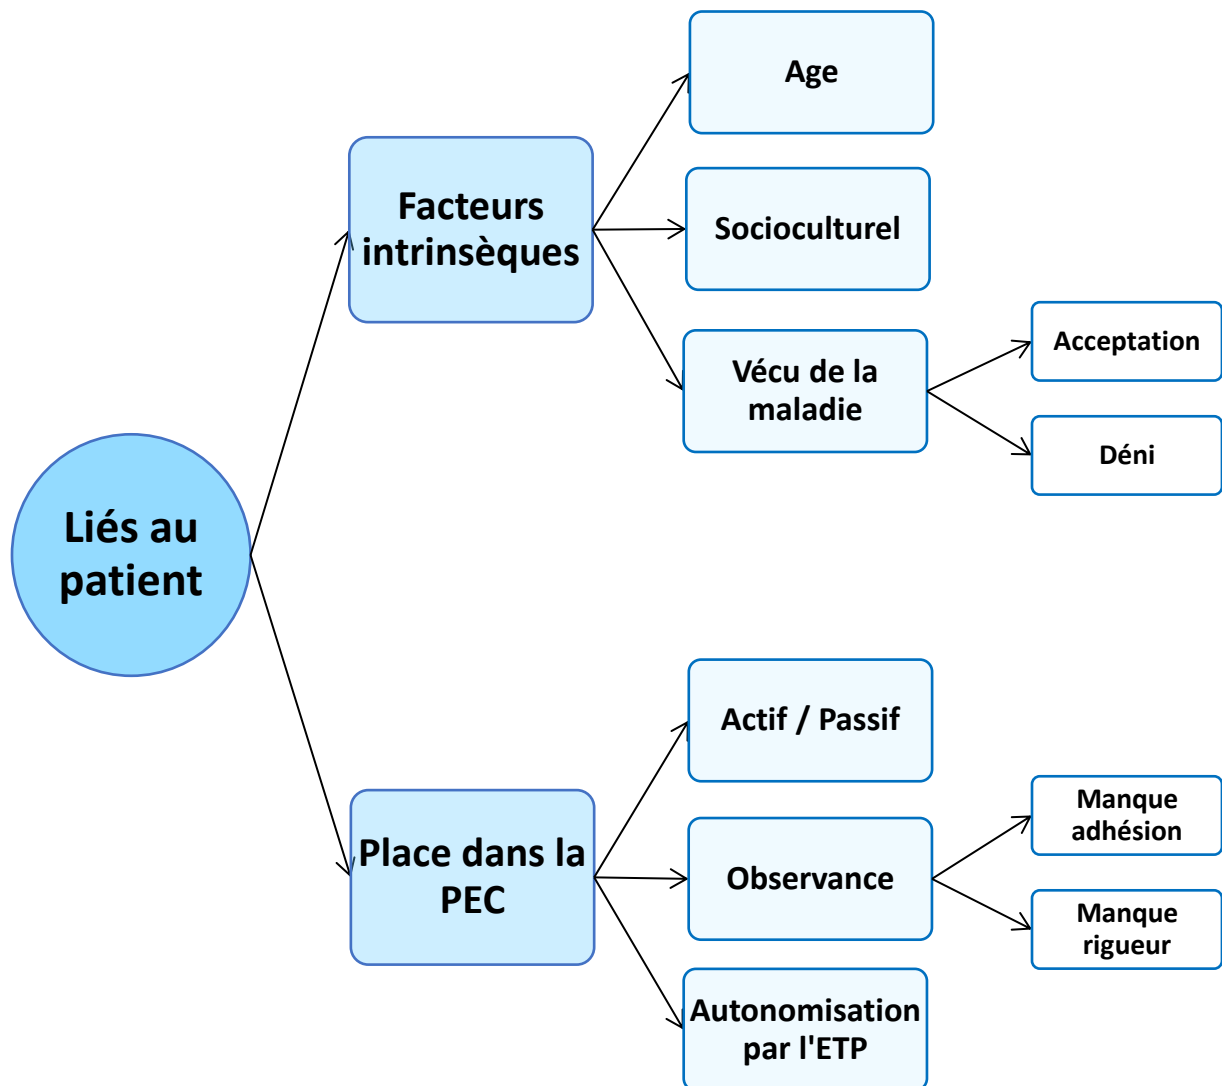 Age
Facteurs
intrinsèques
Socioculturel
Vécu de la
maladie
Acceptation
Déni
Liés au
patient
Actif / Passif
Place dans la
PEC
Observance
Manque
adhésion
Manque
rigueur
Autonomisation
par l'ETP